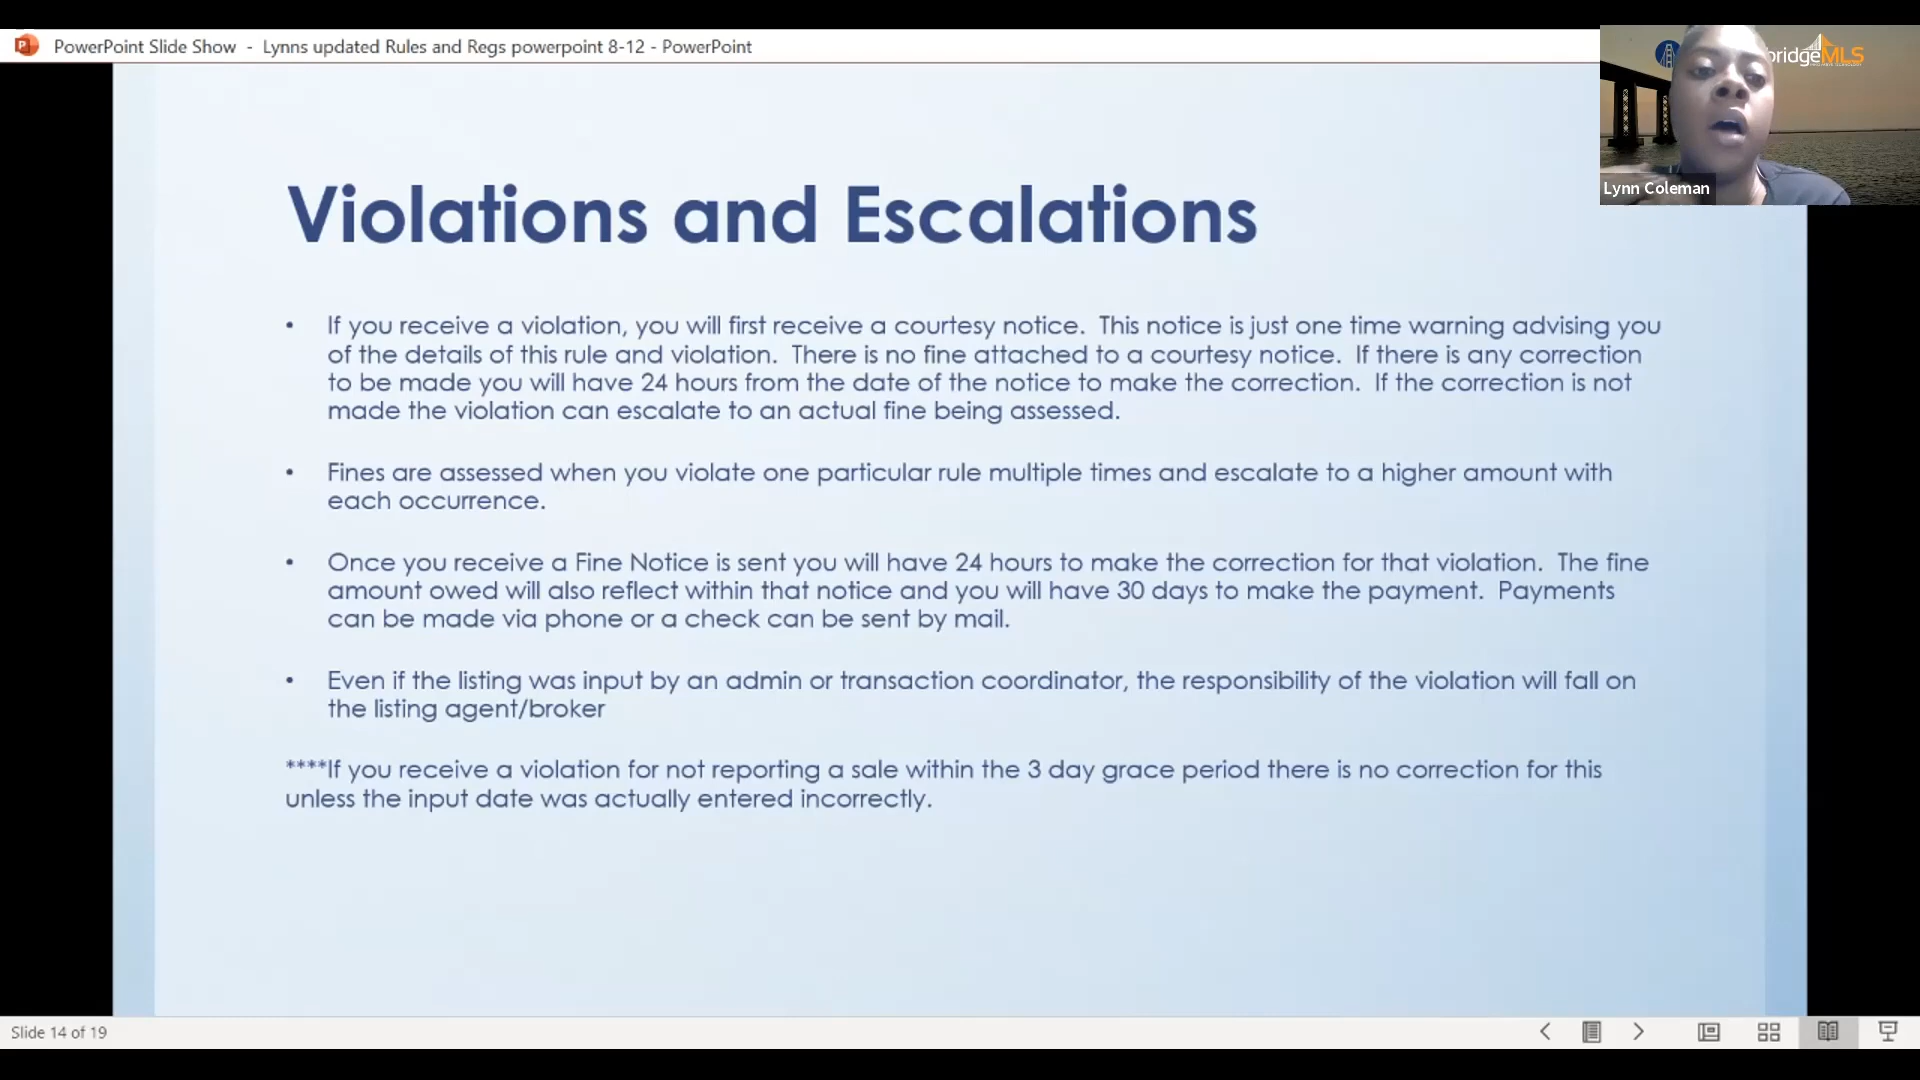 PowerPoint Slide Show - Lynns updated Rules and Regs powerpoint 8-12 - PowerPoint
bridgeMLS
Lynn Coleman
Violations and Escalations
• If you receive a violation, you will first receive a courtesy notice. This notice is just one time warning advising you
of the details of this rule and violation. There is no fine attached to a courtesy notice. If there is any correction
to be made you will have 24 hours from the date of the notice to make the correction. If the correction is not
made the violation can escalate to an actual fine being assessed.
• Fines are assessed when you violate one particular rule multiple times and escalate to a higher amount with
each occurrence.
• Once you receive a Fine Notice is sent you will have 24 hours to make the correction for that violation. The fine
amount owed will also reflect within that notice and you will have 30 days to make the payment. Payments
can be made via phone or a check can be sent by mail.
• Even if the listing was input by an admin or transaction coordinator, the responsibility of the violation will fall on
the listing agent/broker
****If you receive a violation for not reporting a sale within the 3 day grace period there is no correction for this
unless the input date was actually entered incorrectly.
Slide 14 of 19